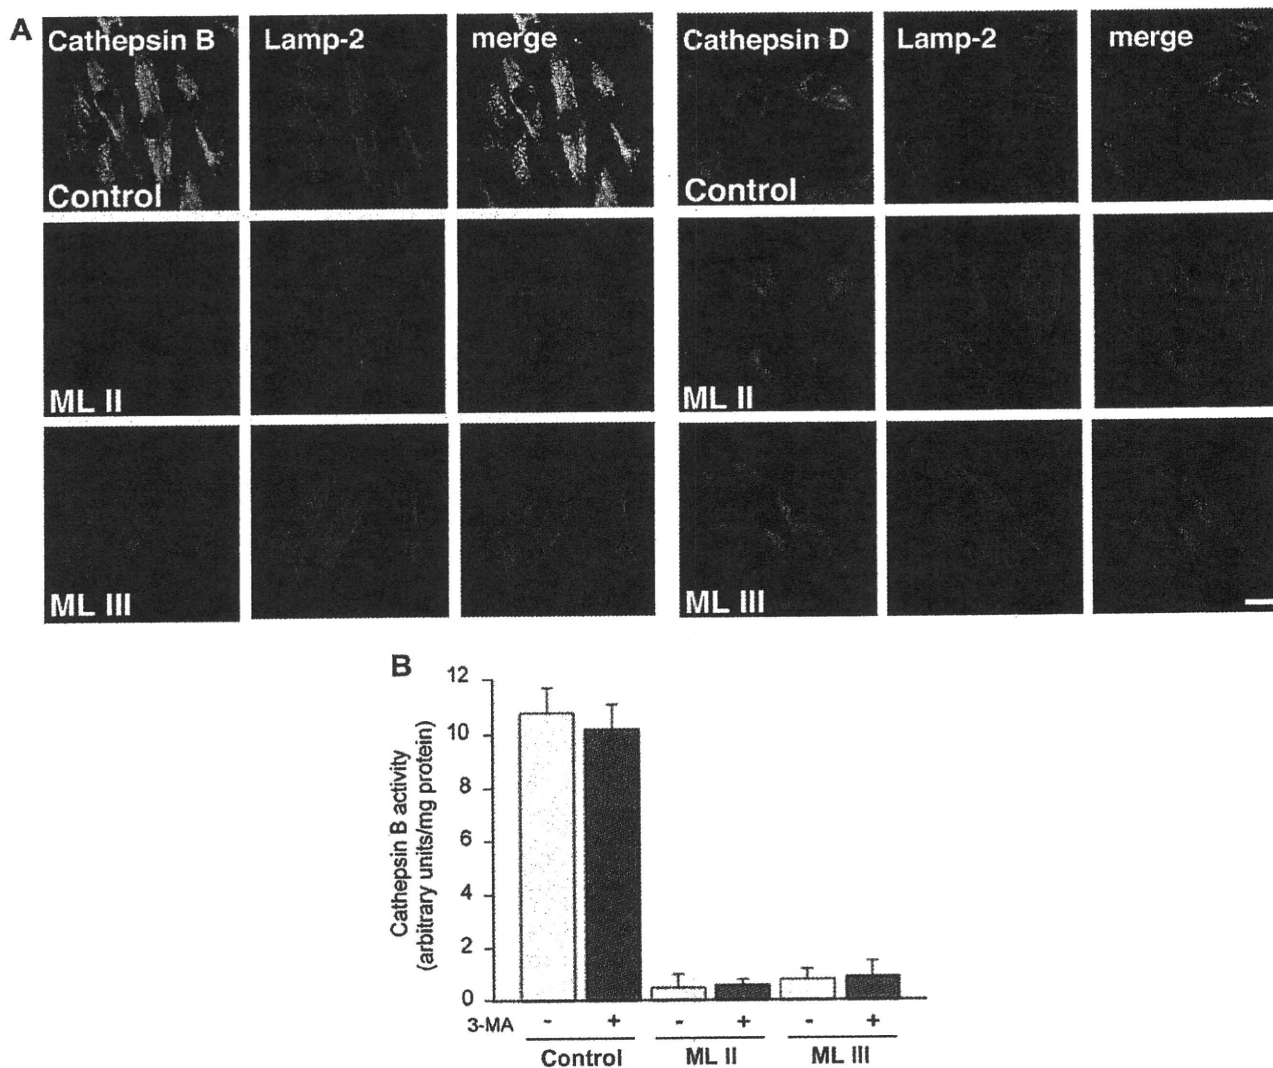 A
Cathepsin B Lamp-2 merge Cathepsin D Lamp-2 merge
Control Control
ML II ML II
ML III ML III
B
Cathepsin B activity
(arbitrary units/mg protein)
12
10
8
6
4
2
0
3-MA - + - + - +
Control ML II ML III